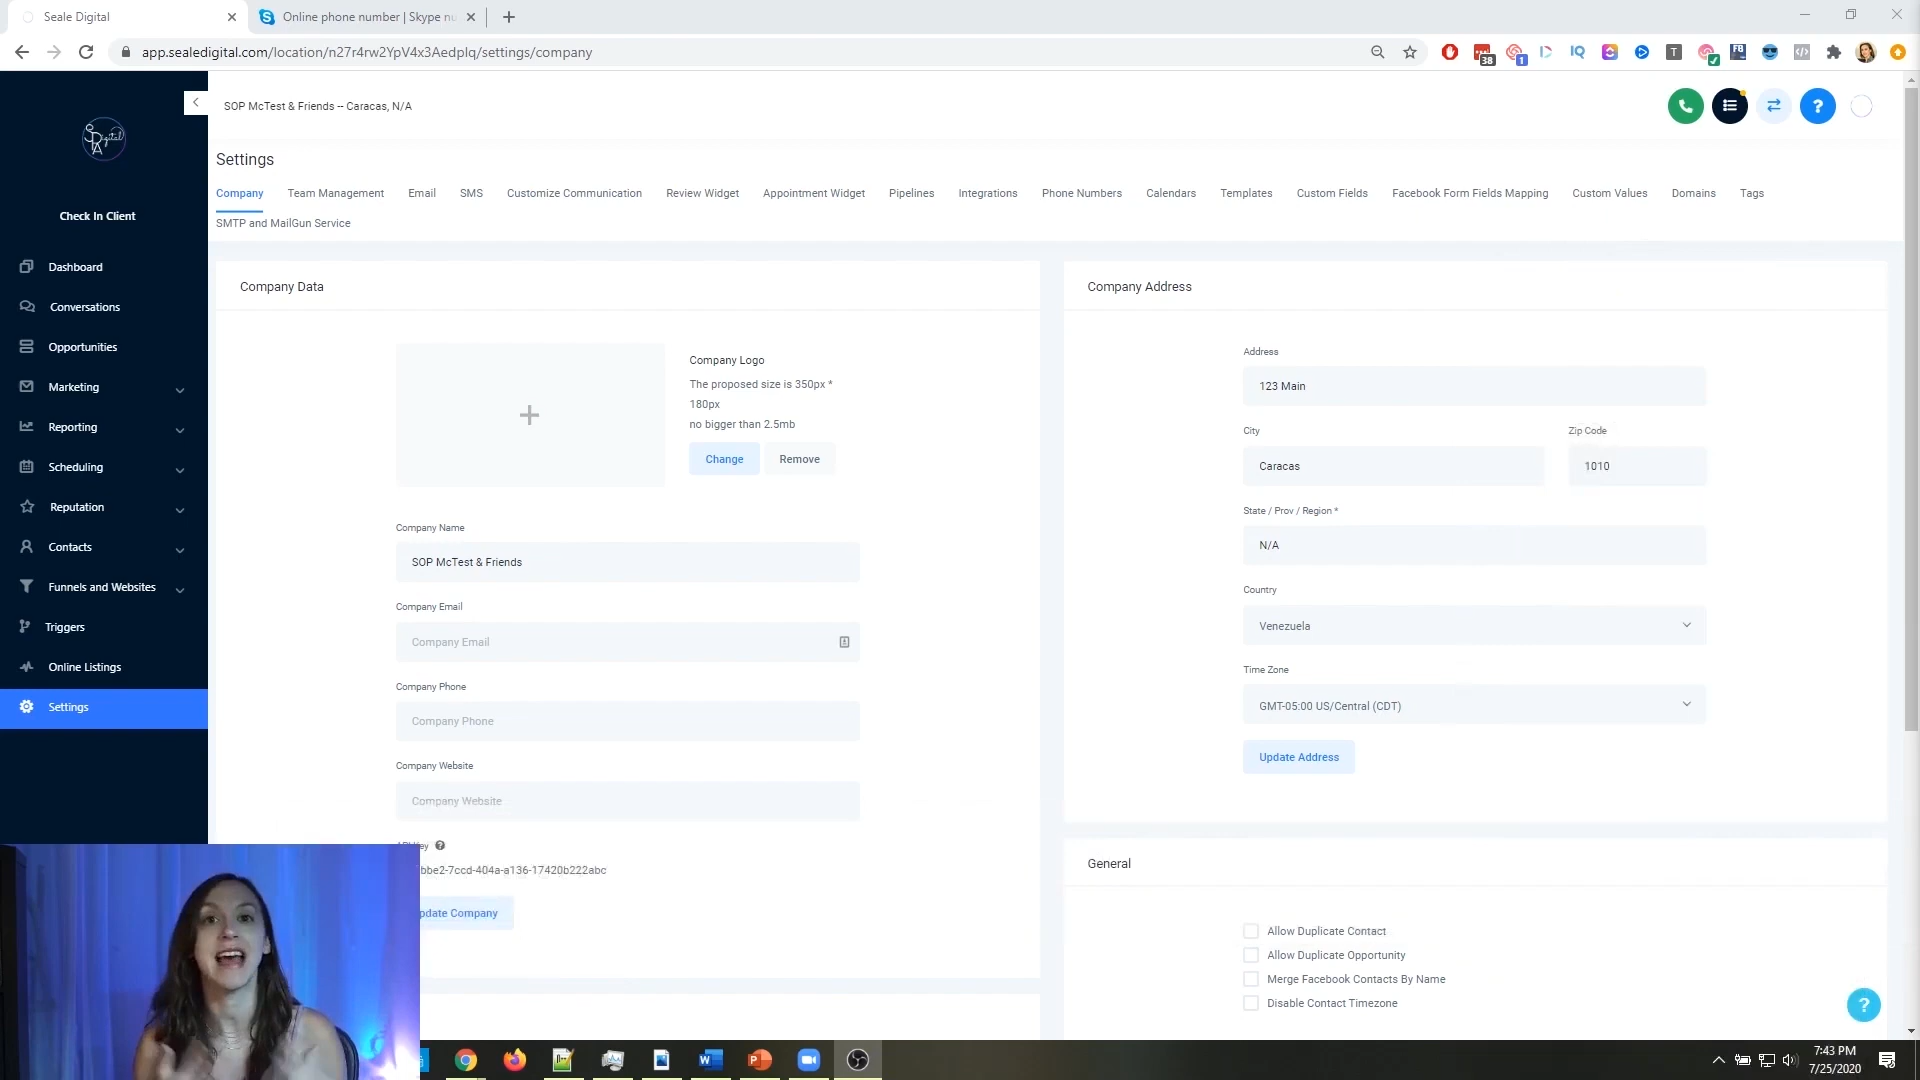 Seale Digital
Online phone number | Skype nu
app.sealedigital.com/location/n27r4rw2YpV4x3Aedplq/settings/company
SOP McTest & Friends -- Caracas, N/A
Settings
Company Team Management Email SMS Customize Communication Review Widget Appointment Widget Pipelines Integrations Phone Numbers Calendars Templates Custom Fields Facebook Form Fields Mapping Custom Values Domains Tags
SMTP and MailGun Service
Check In Client
Dashboard
Conversations
Opportunities
Marketing
Reporting
Scheduling
Reputation
Contacts
Funnels and Websites
Triggers
Online Listings
Settings
Company Data
Company Logo
The proposed size is 350px *
180px
no bigger than 2.5mb
Change Remove
Company Name
SOP McTest & Friends
Company Email
Company Email
Company Phone
Company Phone
Company Website
Company Website
bbe2-7ccd-404a-a136-17420b222abc
pdate Company
Company Address
Address
123 Main
City Zip Code
Caracas 1010
State / Prov / Region *
N/A
Country
Venezuela
Time Zone
GMT-05:00 US/Central (CDT)
Update Address
General
Allow Duplicate Contact
Allow Duplicate Opportunity
Merge Facebook Contacts By Name
Disable Contact Timezone
7:43 PM
7/25/2020